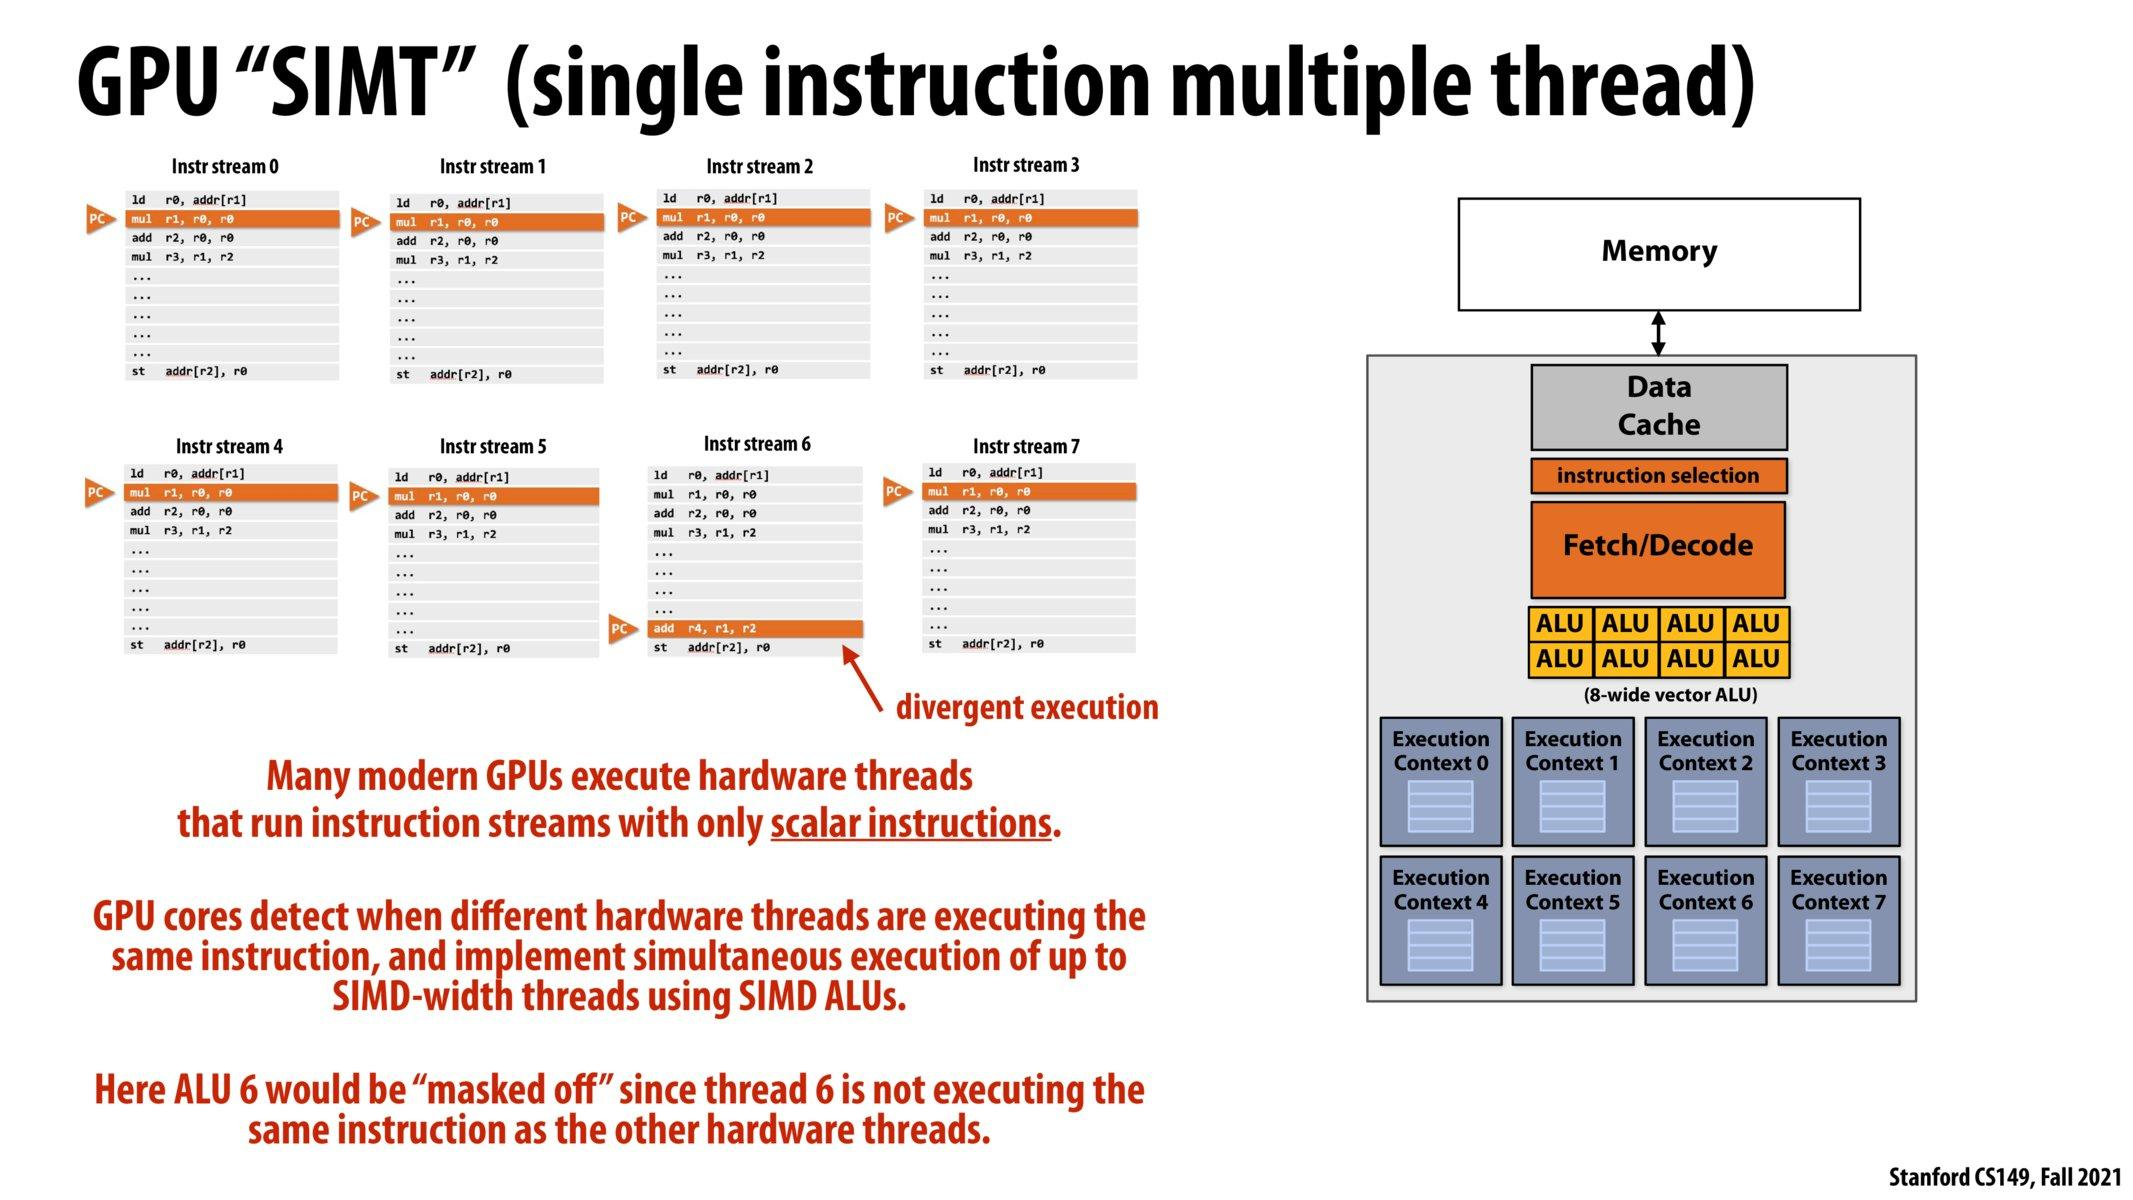 GPU “SIMT” (single instruction multiple thread)
Instr stream 0
PC
ld r0, addr[r1]
mul r1, r0, r0
add r2, r0, r0
mul r3, r1, r2
...
...
...
...
...
st addr[r2], r0
Instr stream 1
PC
ld r0, addr[r1]
mul r1, r0, r0
add r2, r0, r0
mul r3, r1, r2
...
...
...
...
...
st addr[r2], r0
Instr stream 2
PC
ld r0, addr[r1]
mul r1, r0, r0
add r2, r0, r0
mul r3, r1, r2
...
...
...
...
...
st addr[r2], r0
Instr stream 3
PC
ld r0, addr[r1]
mul r1, r0, r0
add r2, r0, r0
mul r3, r1, r2
...
...
...
...
...
st addr[r2], r0
Instr stream 4
PC
ld r0, addr[r1]
mul r1, r0, r0
add r2, r0, r0
mul r3, r1, r2
...
...
...
...
...
st addr[r2], r0
Instr stream 5
PC
ld r0, addr[r1]
mul r1, r0, r0
add r2, r0, r0
mul r3, r1, r2
...
...
...
...
...
st addr[r2], r0
Instr stream 6
ld r0, addr[r1]
mul r1, r0, r0
add r2, r0, r0
mul r3, r1, r2
...
...
...
...
PC
add r4, r1, r2
st addr[r2], r0
Instr stream 7
PC
ld r0, addr[r1]
mul r1, r0, r0
add r2, r0, r0
mul r3, r1, r2
...
...
...
...
...
st addr[r2], r0
divergent execution
Many modern GPUs execute hardware threads
that run instruction streams with only scalar instructions.
GPU cores detect when different hardware threads are executing the
same instruction, and implement simultaneous execution of up to
SIMD-width threads using SIMD ALUs.
Here ALU 6 would be “masked off” since thread 6 is not executing the
same instruction as the other hardware threads.
Memory
Data
Cache
instruction selection
Fetch/Decode
ALU ALU ALU ALU
ALU ALU ALU ALU
(8-wide vector ALU)
Execution
Context 0
Execution
Context 1
Execution
Context 2
Execution
Context 3
Execution
Context 4
Execution
Context 5
Execution
Context 6
Execution
Context 7
Stanford CS149, Fall 2021